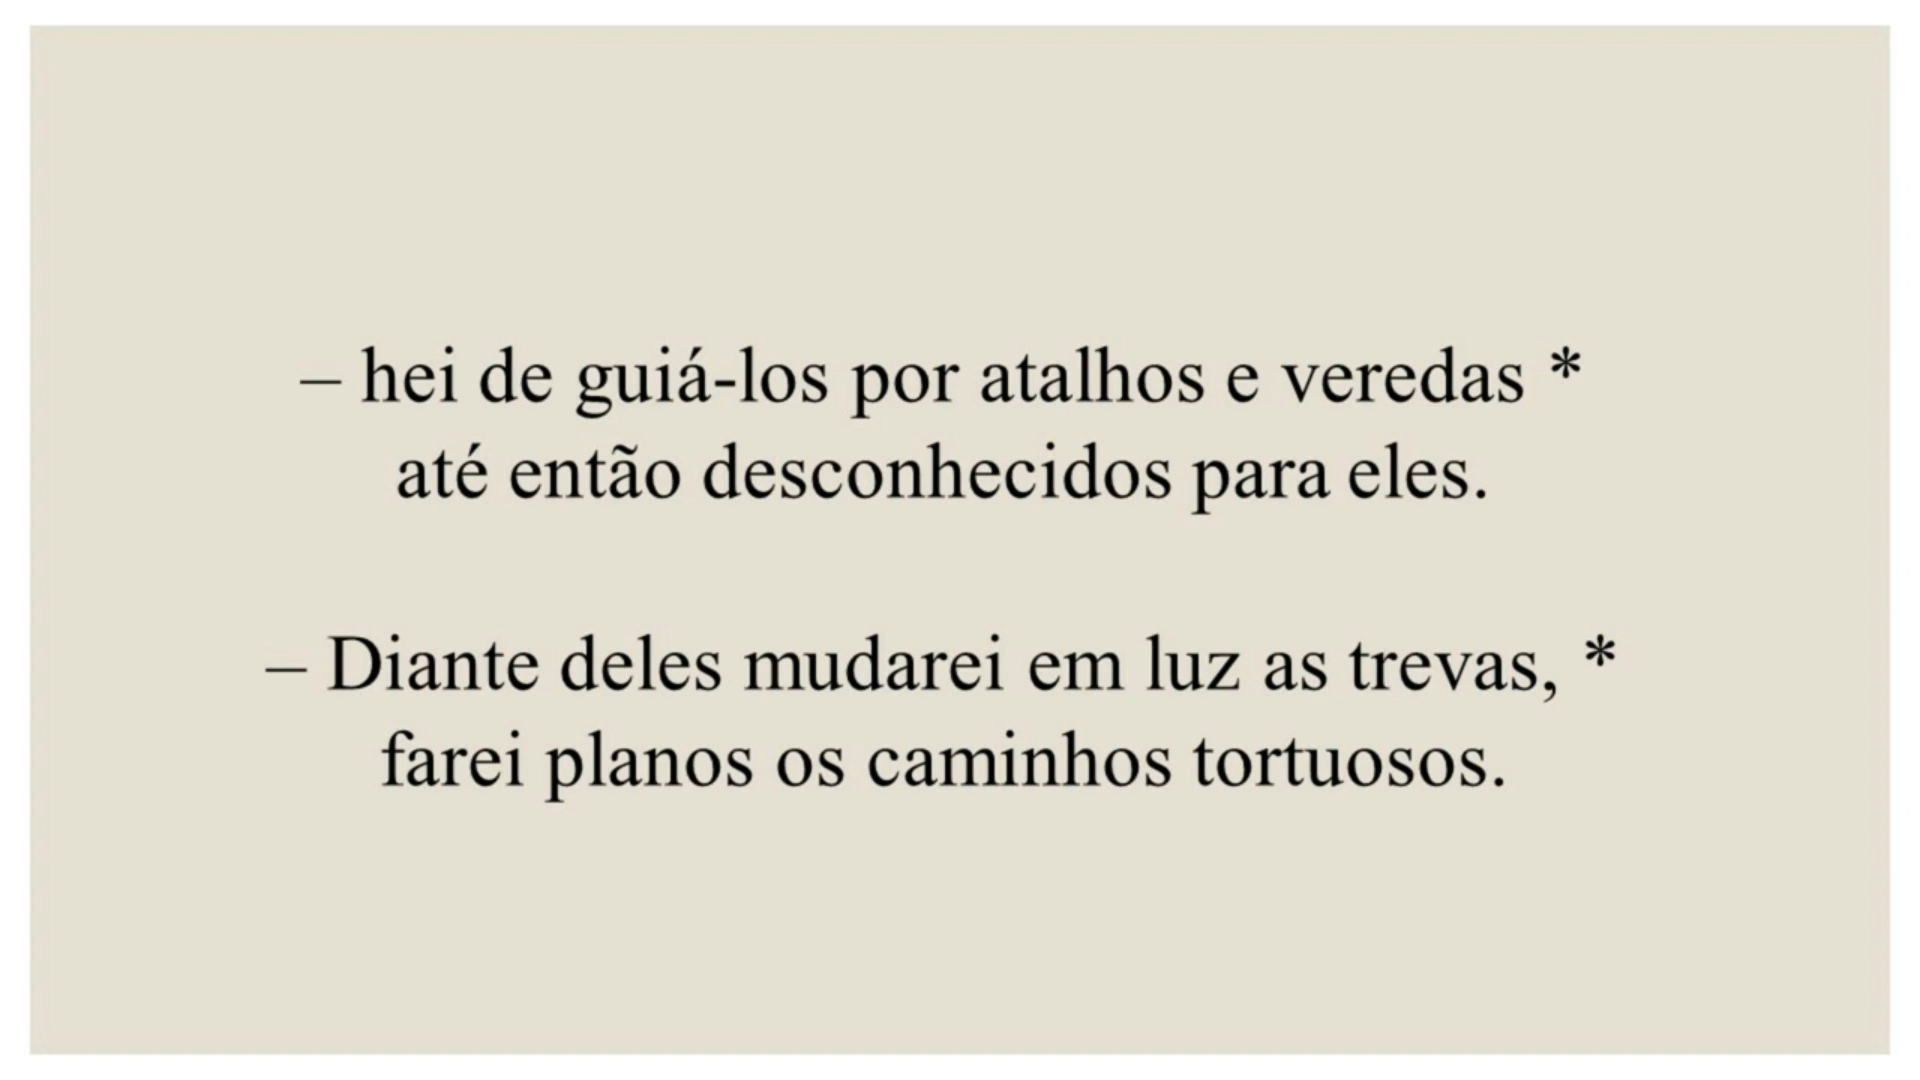 – hei de guiá-los por atalhos e veredas *
até então desconhecidos para eles.
– Diante deles mudarei em luz as trevas, *
farei planos os caminhos tortuosos.